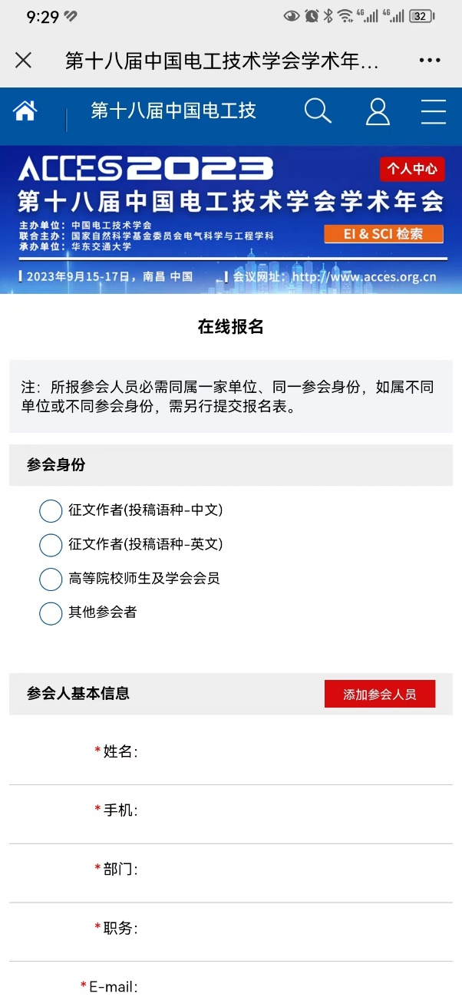 9:29
4G 4G 32
第十八届中国电工技术学会学术年...
第十八届中国电工技
ACCES2023
个人中心
第十八届中国电工技术学会学术年会
主办单位：中国电工技术学会
联合主办：国家自然科学基金委员会电气科学与工程学科
承办单位：华东交通大学
EI & SCI 检索
2023年9月15-17日，南昌 中国
会议网址：http://www.acces.org.cn
在线报名
注：所报参会人员必需同属一家单位、同一参会身份，如属不同
单位或不同参会身份，需另行提交报名表。
参会身份
征文作者(投稿语种-中文)
征文作者(投稿语种-英文)
高等院校师生及学会会员
其他参会者
参会人基本信息
添加参会人员
*姓名：
*手机：
*部门：
*职务：
*E-mail：